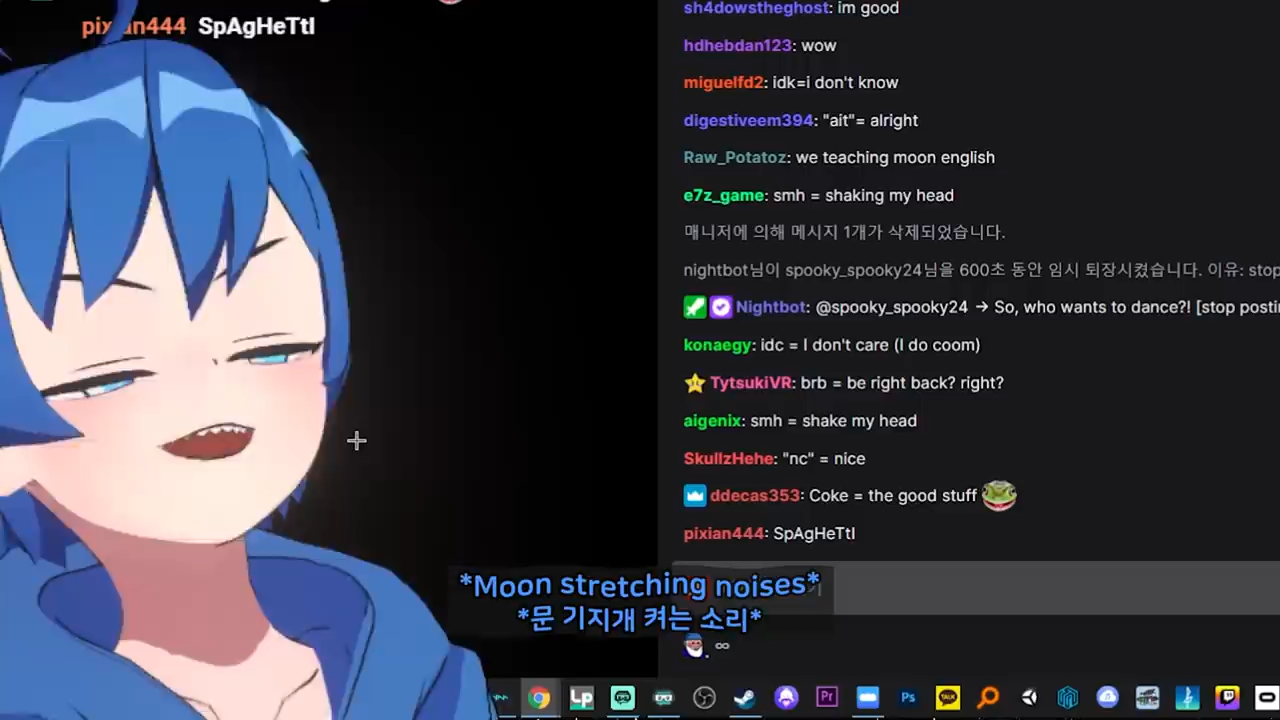 pixian444 SpAgHeTtI
sh4dowstheghost: im good
hdhebdan123: wow
miguelfd2: idk=i don't know
digestiveem394: "ait"= alright
Raw_Potatoz: we teaching moon english
e7z_game: smh = shaking my head
매니저에 의해 메시지 1개가 삭제되었습니다.
nightbot님이 spooky_spooky24님을 600초 동안 임시 퇴장시켰습니다. 이유: stop
Nightbot: @spooky_spooky24 → So, who wants to dance?! [stop postin
konaegy: idc = I don't care (I do coom)
TytsukiVR: brb = be right back? right?
aigenix: smh = shake my head
SkullzHehe: "nc" = nice
ddecas353: Coke = the good stuff
pixian444: SpAgHeTtI
*Moon stretching noises*
*문 기지개 켜는 소리*
∞
Lp
Pr
Ps
TALK